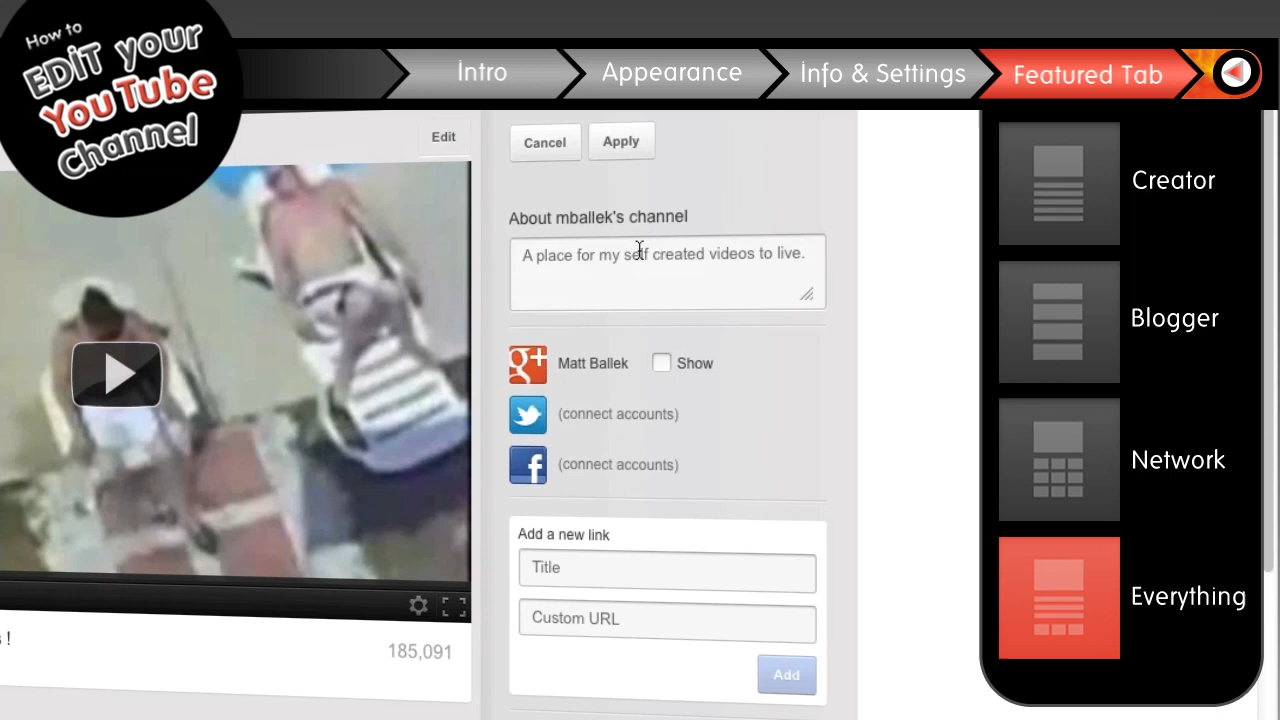 How to
EDiT your
YouTube
Channel
Intro
Appearance
Info & Settings
Featured Tab
Edit
Cancel
Apply
About mballek's channel
A place for my self created videos to live.
g+
Matt Ballek
Show
(connect accounts)
f
(connect accounts)
Add a new link
Title
Custom URL
Add
!
185,091
Creator
Blogger
Network
Everything